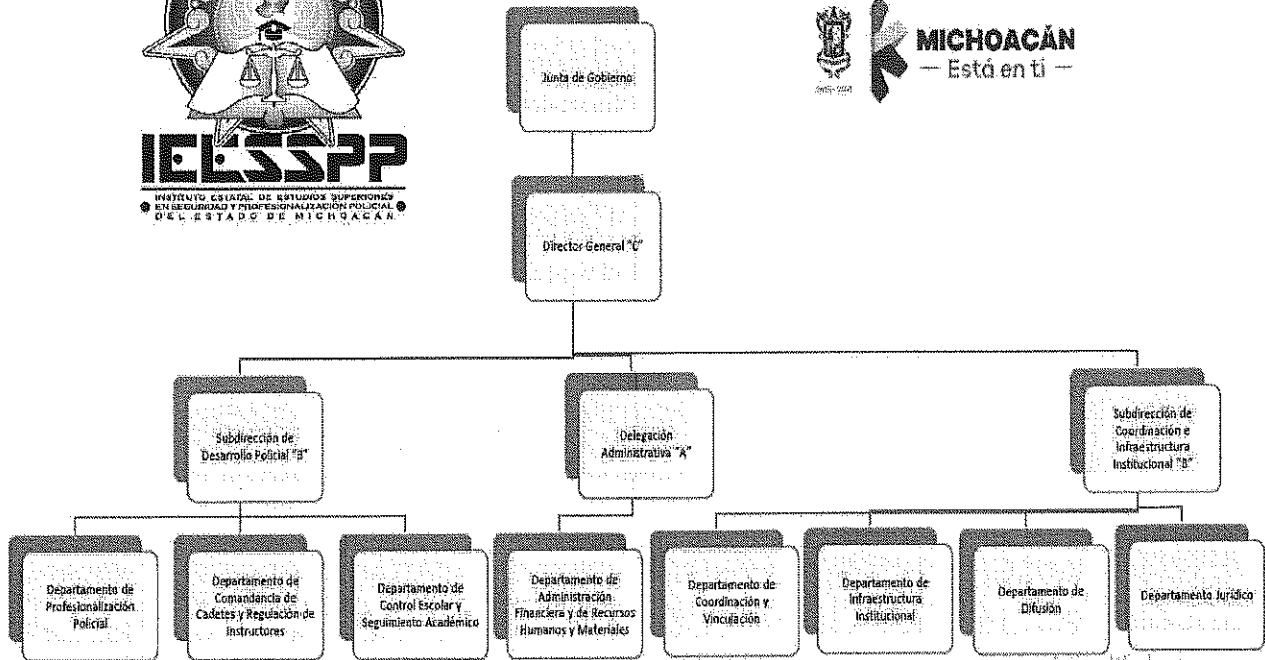 Junta de Gobierno
MICHOACÁN
— Está en ti —
IEESSPP
INSTITUTO ESTATAL DE ESTUDIOS SUPERIORES
EN SEGURIDAD Y PROFESIONALIZACIÓN POLICIAL
DEL ESTADO DE MICHOACÁN
Director General "C"
Subdirección de
Desarrollo Policial "B"
Delegación
Administrativa "A"
Subdirección de
Coordinación e
Infraestructura
Institucional "B"
Departamento de
Profesionalización
Policial
Departamento de
Comandancia de
Cadetes y Regulación de
Instructores
Departamento de
Control Escolar y
Seguimiento Académico
Departamento de
Administración
Financiera y de Recursos
Humanos y Materiales
Departamento de
Coordinación y
Vinculación
Departamento de
Infraestructura
Institucional
Departamento de
Difusión
Departamento Jurídico